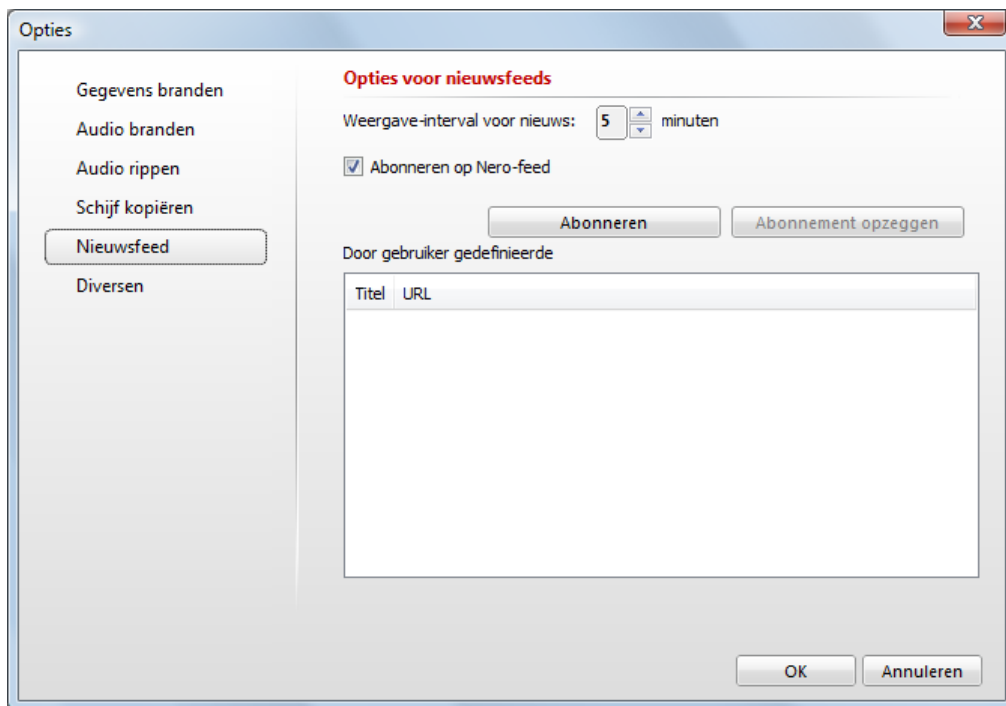 Opties
Gegevens branden
Audio branden
Audio rippen
Schijf kopiëren
Nieuwsfeed
Diversen
Opties voor nieuwsfeeds
Weergave-interval voor nieuws: 5 minuten
Abonneren op Nero-feed
Abonneren Abonnement opzeggen
Door gebruiker gedefinieerde
Titel URL
OK Annuleren